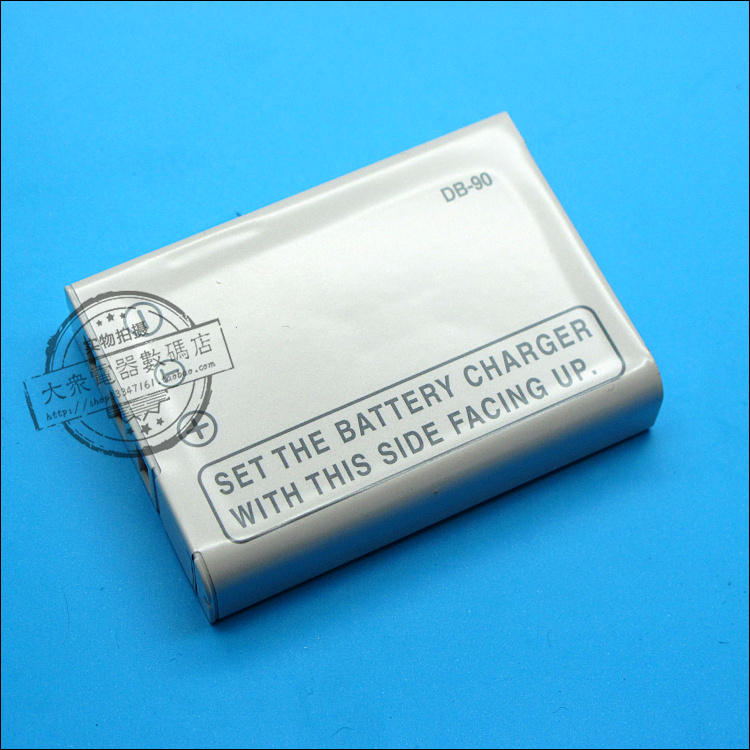 DB-90
SET THE BATTERY CHARGER
WITH THIS SIDE FACING UP.
实物拍摄
大衆電器數碼店